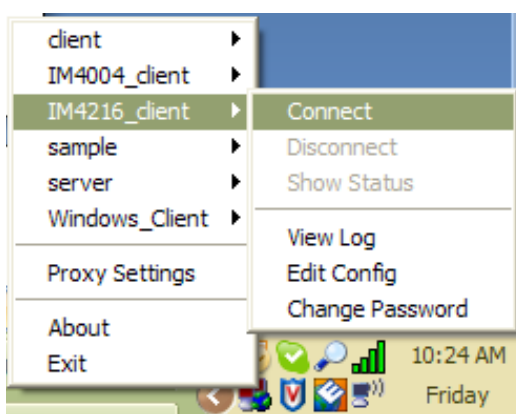 client
IM4004_client
IM4216_client
sample
server
Windows_Client
Proxy Settings
About
Exit
Connect
Disconnect
Show Status
View Log
Edit Config
Change Password
10:24 AM
Friday